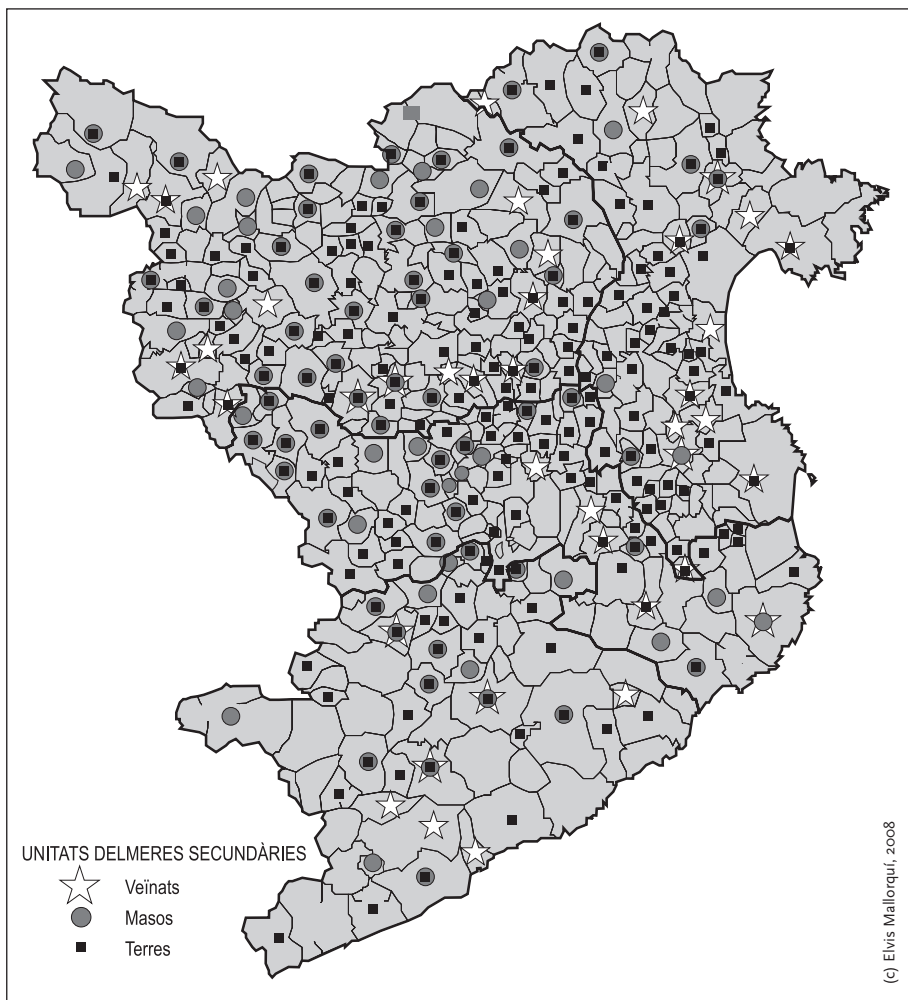 UNITATS DELMERES SECUNDÀRIES
Veïnats
Masos
Terres
(c) Elvis Mallorquí, 2008